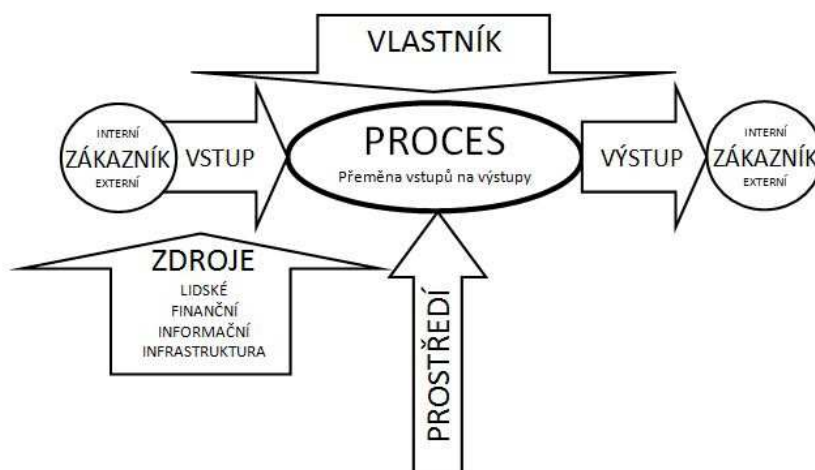 VLASTNÍK
INTERNÍ
ZÁKAZNÍK
EXTERNÍ
VSTUP
PROCES
Přeměna vstupů na výstupy
VÝSTUP
INTERNÍ
ZÁKAZNÍK
EXTERNÍ
ZDROJE
LIDSKÉ
FINANČNÍ
INFORMAČNÍ
INFRASTRUKTURA
PROSTŘEDÍ